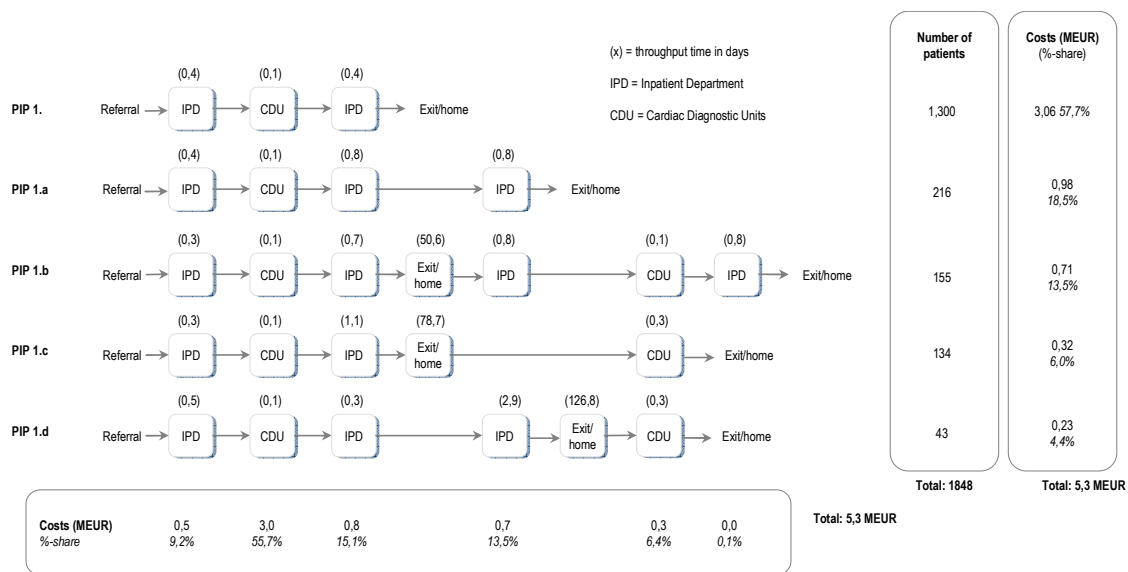 (x) = throughput time in days
IPD = Inpatient Department
CDU = Cardiac Diagnostic Units
Number of
patients
Costs (MEUR)
(%-share)
(0,4) (0,1) (0,4)
PIP 1. Referral IPD CDU IPD Exit/home 1,300 3,06 57,7%
(0,4) (0,1) (0,8) (0,8)
PIP 1.a Referral IPD CDU IPD IPD Exit/home 216 0,98
18,5%
(0,3) (0,1) (0,7) (50,6) (0,8) (0,1) (0,8)
PIP 1.b Referral IPD CDU IPD Exit/
home IPD CDU IPD Exit/home 155 0,71
13,5%
(0,3) (0,1) (1,1) (78,7) (0,3)
PIP 1.c Referral IPD CDU IPD Exit/
home CDU Exit/home 134 0,32
6,0%
(0,5) (0,1) (0,3) (2,9) (126,8) (0,3)
PIP 1.d Referral IPD CDU IPD IPD Exit/
home CDU Exit/home 43 0,23
4,4%
Total: 1848 Total: 5,3 MEUR
Costs (MEUR) 0,5 3,0 0,8 0,7 0,3 0,0
%-share 9,2% 55,7% 15,1% 13,5% 6,4% 0,1%
Total: 5,3 MEUR